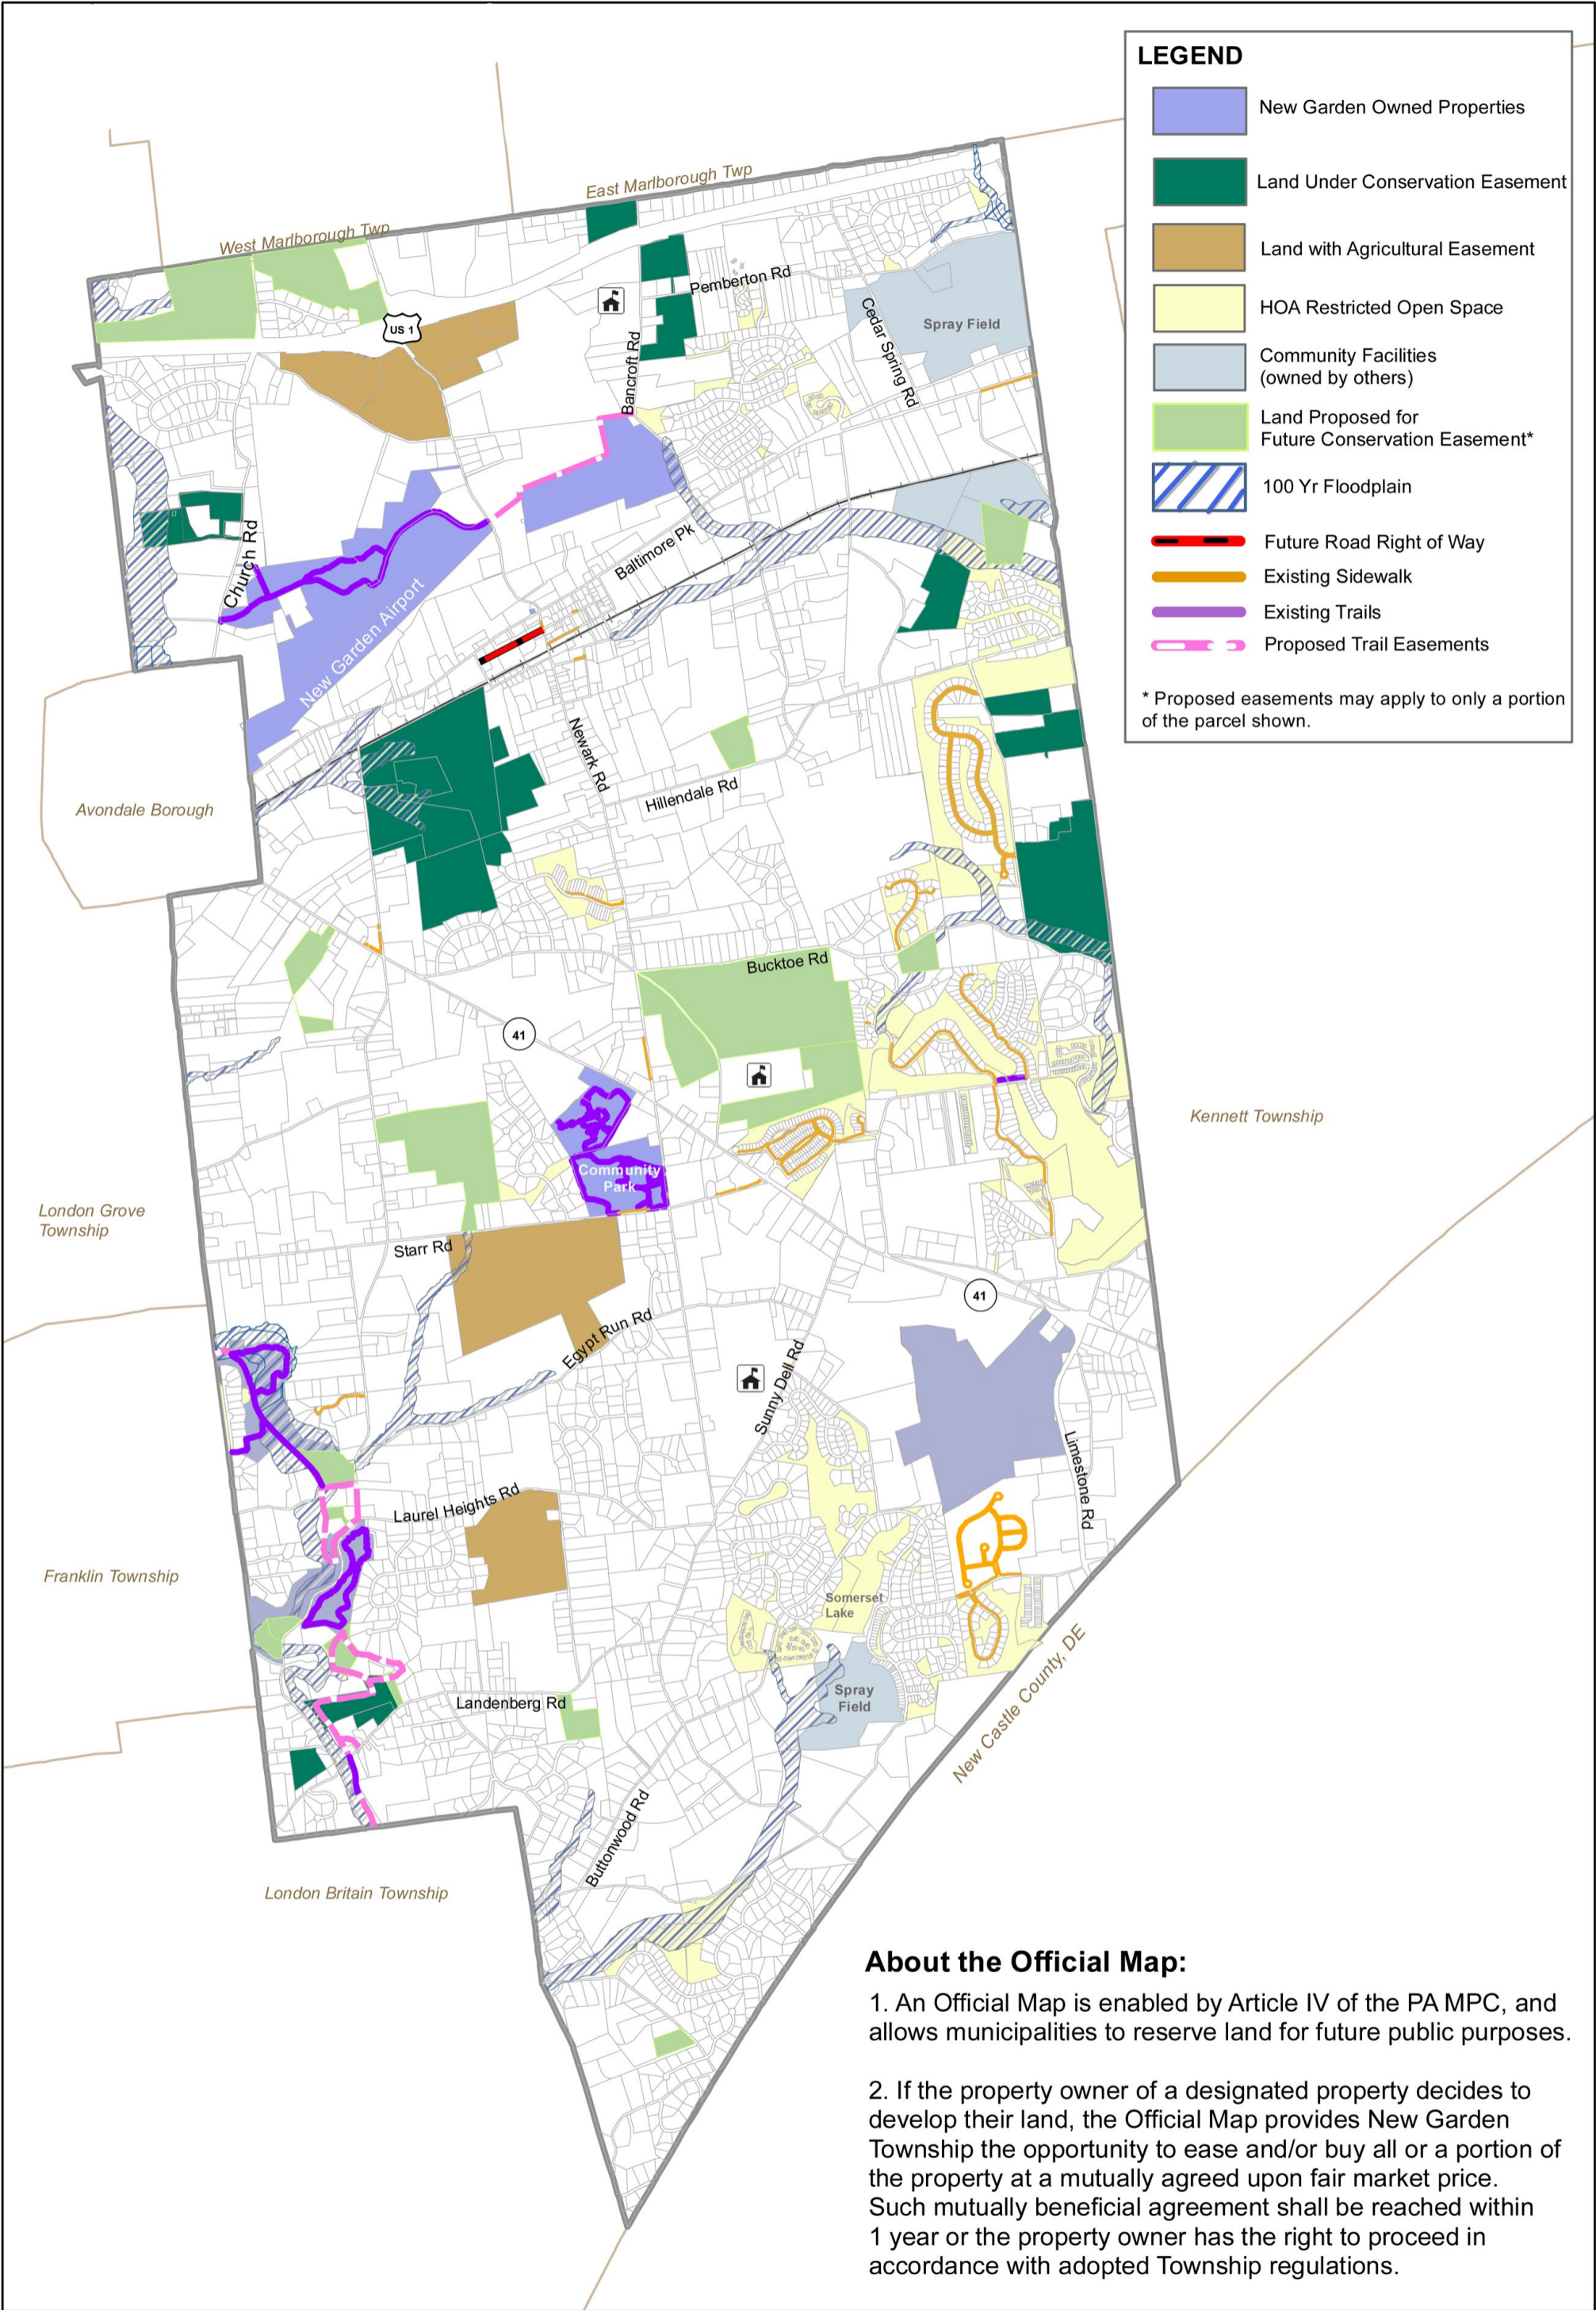 LEGEND
New Garden Owned Properties
Land Under Conservation Easement
Land with Agricultural Easement
HOA Restricted Open Space
Community Facilities
(owned by others)
Land Proposed for
Future Conservation Easement*
100 Yr Floodplain
Future Road Right of Way
Existing Sidewalk
Existing Trails
Proposed Trail Easements
* Proposed easements may apply to only a portion
of the parcel shown.
East Marlborough Twp
West Marlborough Twp
Pemberton Rd
US 1
Cedar Spring Rd
Spray Field
Bancroft Rd
Church Rd
Baltimore Pk
New Garden Airport
Newark Rd
Hillendale Rd
Avondale Borough
Bucktoe Rd
41
Kennett Township
Community
Park
London Grove
Township
Starr Rd
41
Egypt Run Rd
Sunny Dell Rd
Limestone Rd
Laurel Heights Rd
Franklin Township
Somerset
Lake
New Castle County, DE
Spray
Field
Landenberg Rd
Buttonwood Rd
London Britain Township
About the Official Map:
1. An Official Map is enabled by Article IV of the PA MPC, and
allows municipalities to reserve land for future public purposes.
2. If the property owner of a designated property decides to
develop their land, the Official Map provides New Garden
Township the opportunity to ease and/or buy all or a portion of
the property at a mutually agreed upon fair market price.
Such mutually beneficial agreement shall be reached within
1 year or the property owner has the right to proceed in
accordance with adopted Township regulations.